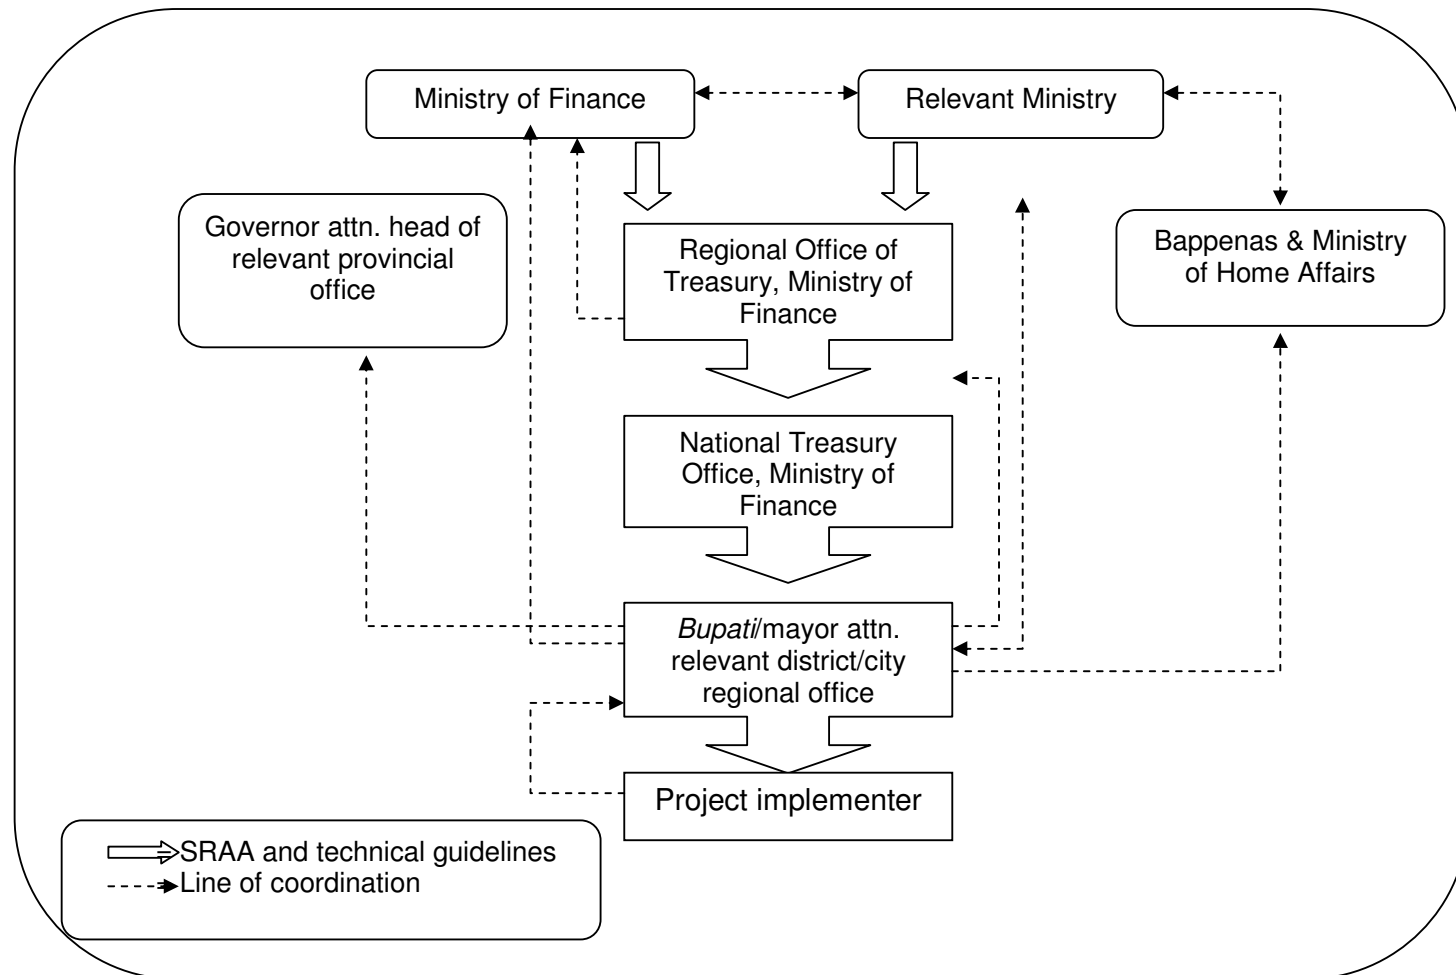 Ministry of Finance
Relevant Ministry
Governor attn. head of
relevant provincial
office
Regional Office of
Treasury, Ministry of
Finance
Bappenas & Ministry
of Home Affairs
National Treasury
Office, Ministry of
Finance
Bupati/mayor attn.
relevant district/city
regional office
Project implementer
SRAA and technical guidelines
Line of coordination